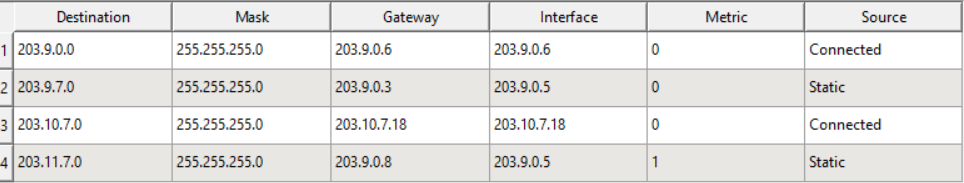 Destination Mask Gateway Interface Metric Source
1 203.9.0.0 255.255.255.0 203.9.0.6 203.9.0.6 0 Connected
2 203.9.7.0 255.255.255.0 203.9.0.3 203.9.0.5 0 Static
3 203.10.7.0 255.255.255.0 203.10.7.18 203.10.7.18 0 Connected
4 203.11.7.0 255.255.255.0 203.9.0.8 203.9.0.5 1 Static